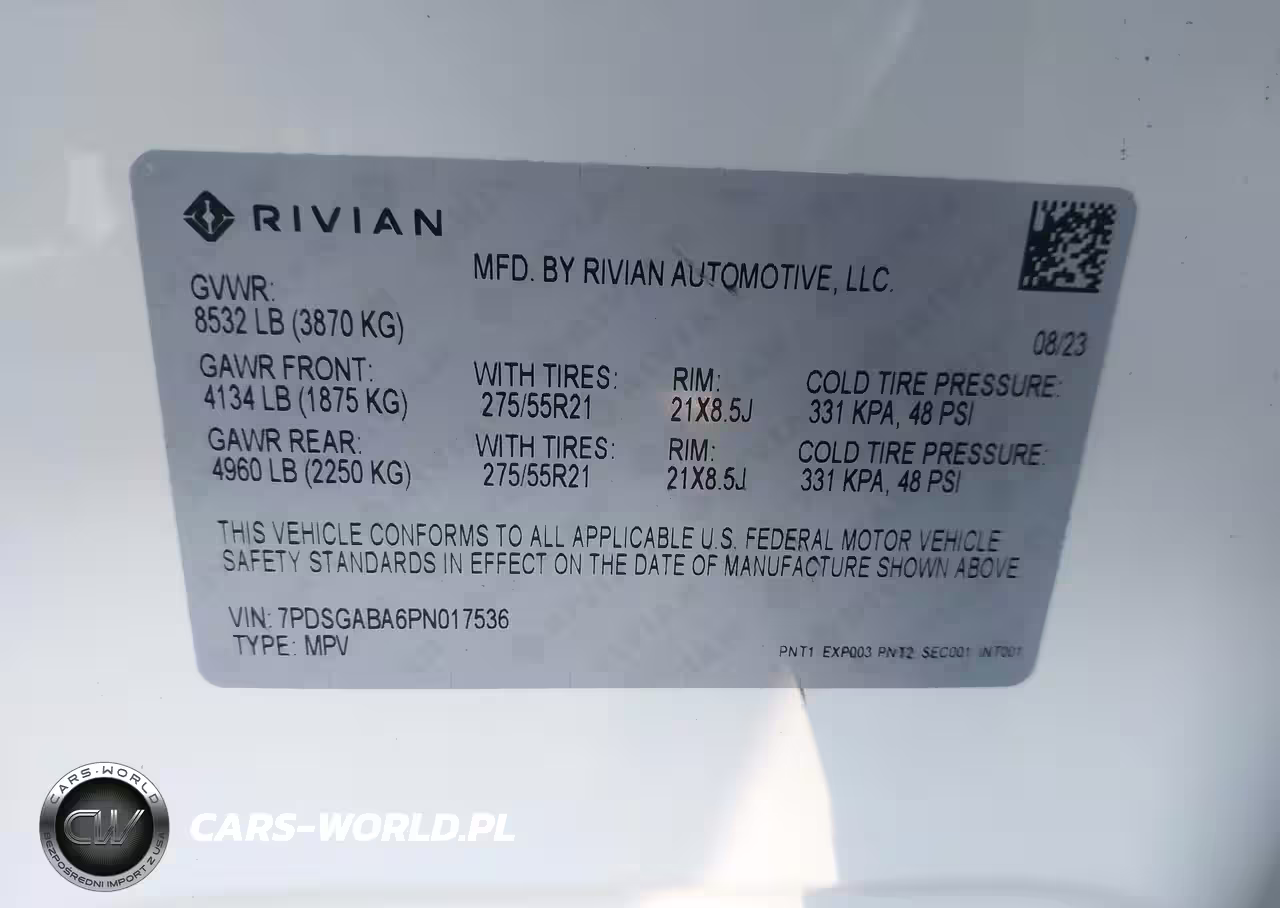 RIVIAN
MFD. BY RIVIAN AUTOMOTIVE, LLC.
GVWR:
8532 LB (3870 KG)
08/23
GAWR FRONT: WITH TIRES: RIM: COLD TIRE PRESSURE:
4134 LB (1875 KG) 275/55R21 21X8.5J 331 KPA, 48 PSI
GAWR REAR: WITH TIRES: RIM: COLD TIRE PRESSURE:
4960 LB (2250 KG) 275/55R21 21X8.5J 331 KPA, 48 PSI
THIS VEHICLE CONFORMS TO ALL APPLICABLE U.S. FEDERAL MOTOR VEHICLE
SAFETY STANDARDS IN EFFECT ON THE DATE OF MANUFACTURE SHOWN ABOVE
VIN: 7PDSGABA6PN017536
TYPE: MPV
PNT1 EXP003 PNT2 SEC001 INT001
CARS-WORLD
CW
BEZPOŚREDNI IMPORT Z USA
CARS-WORLD.PL